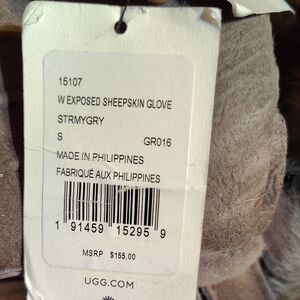 15107
W EXPOSED SHEEPSKIN GLOVE
STRMYGRY
S GR016
MADE IN PHILIPPINES
FABRIQUÉ AUX PHILIPPINES
1 91459 15295 9
MSRP $155.00
UGG.COM